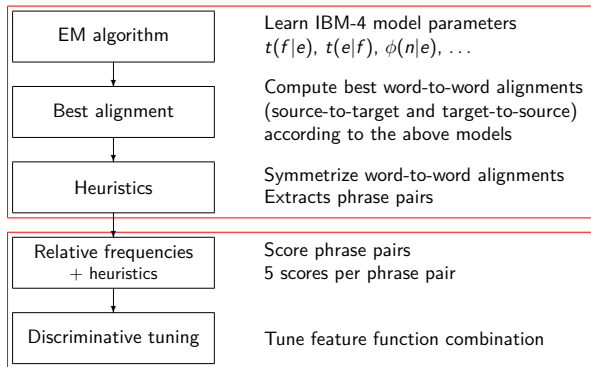 EM algorithm
Learn IBM-4 model parameters
t(f|e), t(e|f), ϕ(n|e), ...
Best alignment
Compute best word-to-word alignments
(source-to-target and target-to-source)
according to the above models
Heuristics
Symmetrize word-to-word alignments
Extracts phrase pairs
Relative frequencies
+ heuristics
Score phrase pairs
5 scores per phrase pair
Discriminative tuning
Tune feature function combination